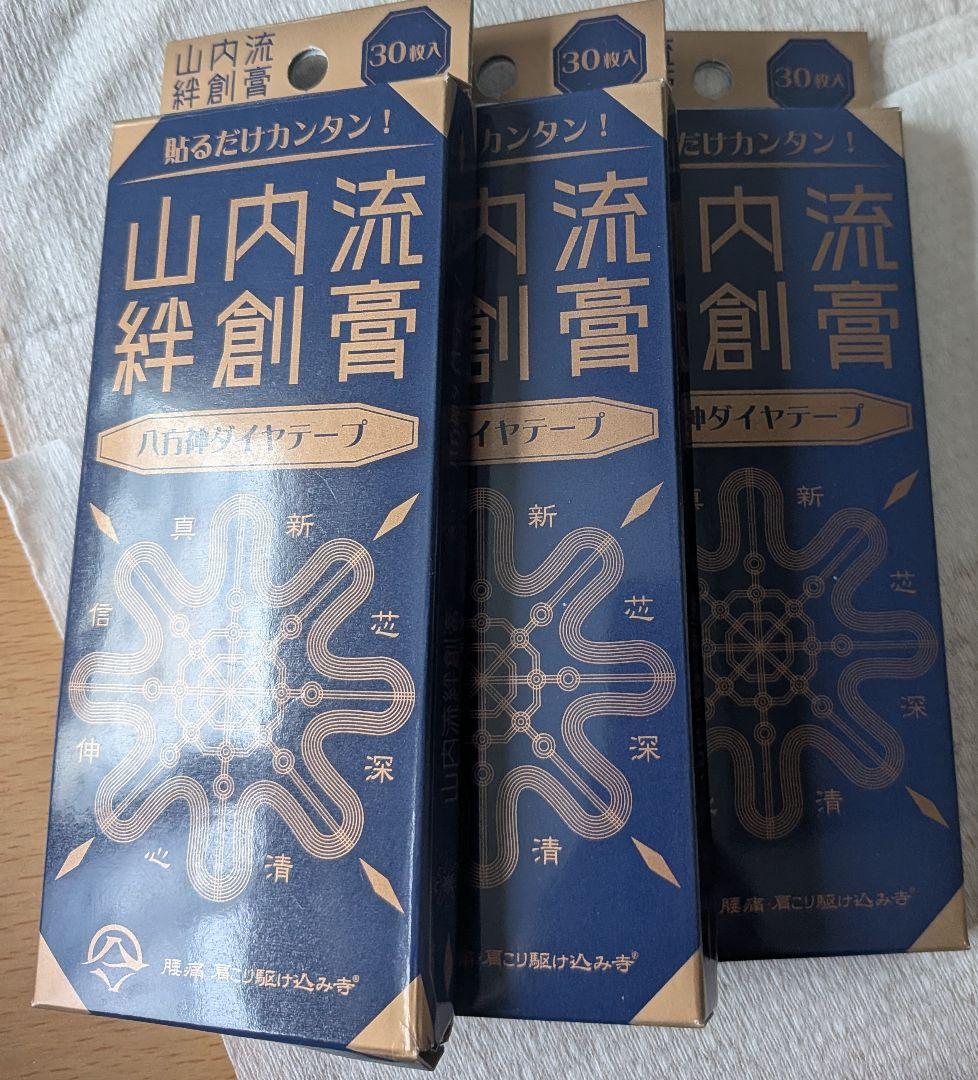 山内流
絆創膏
30枚入
貼るだけカンタン！
山内流
絆創膏
八方神ダイヤテープ
真
新
信
芯
伸
深
心
清
腰痛・肩こり駆け込み寺®
30枚入
カンタン！
内流
創膏
イヤテープ
新
芯
深
清
山内流絆創膏
・肩こり駆け込み寺®
30枚入
だけカンタン！
内流
創膏
神ダイヤテープ
真
新
芯
深
清
腰痛・肩こり駆け込み寺®